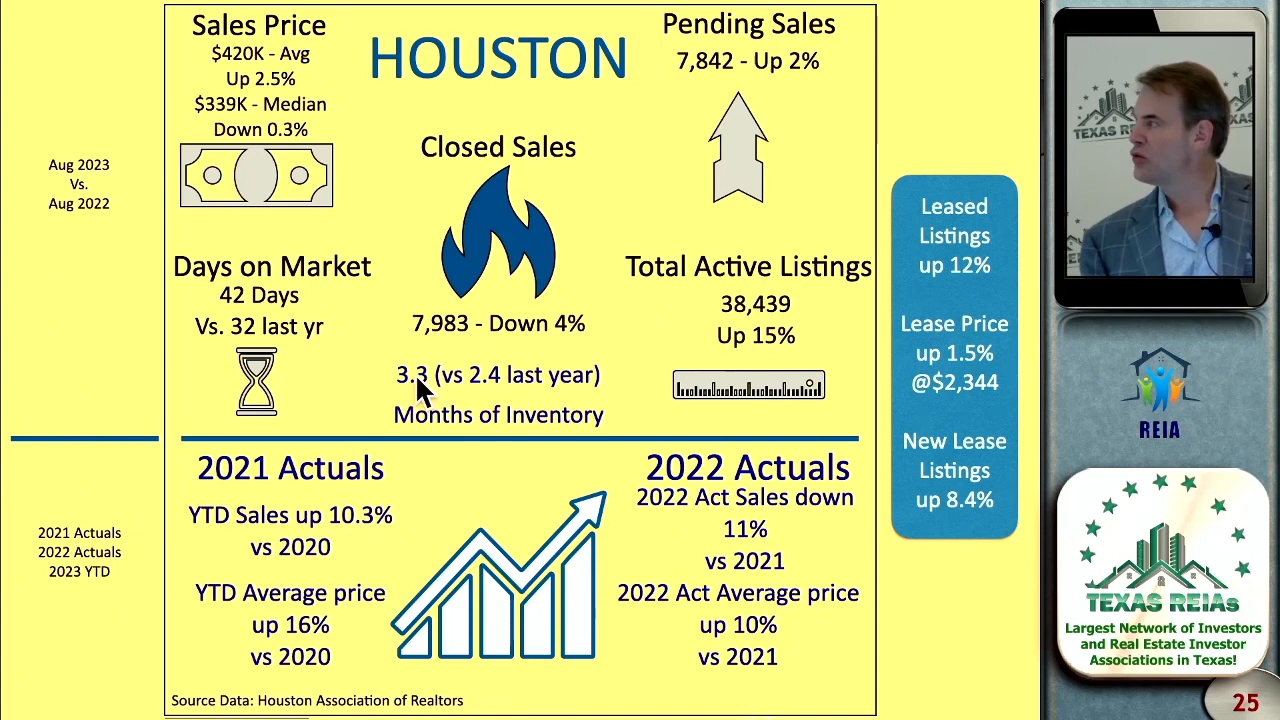 Sales Price
$420K - Avg
Up 2.5%
$339K - Median
Down 0.3%
HOUSTON
Pending Sales
7,842 - Up 2%
Closed Sales
Aug 2023
Vs.
Aug 2022
Days on Market
42 Days
Vs. 32 last yr
7,983 - Down 4%
3.3 (vs 2.4 last year)
Months of Inventory
Total Active Listings
38,439
Up 15%
Leased
Listings
up 12%
Lease Price
up 1.5%
@$2,344
New Lease
Listings
up 8.4%
2021 Actuals
YTD Sales up 10.3%
vs 2020
YTD Average price
up 16%
vs 2020
2022 Actuals
2022 Act Sales down
11%
vs 2021
2022 Act Average price
up 10%
vs 2021
2021 Actuals
2022 Actuals
2023 YTD
Source Data: Houston Association of Realtors
TEXAS REIA
REIA
TEXAS REIAs
Largest Network of Investors
and Real Estate Investor
Associations in Texas!
25